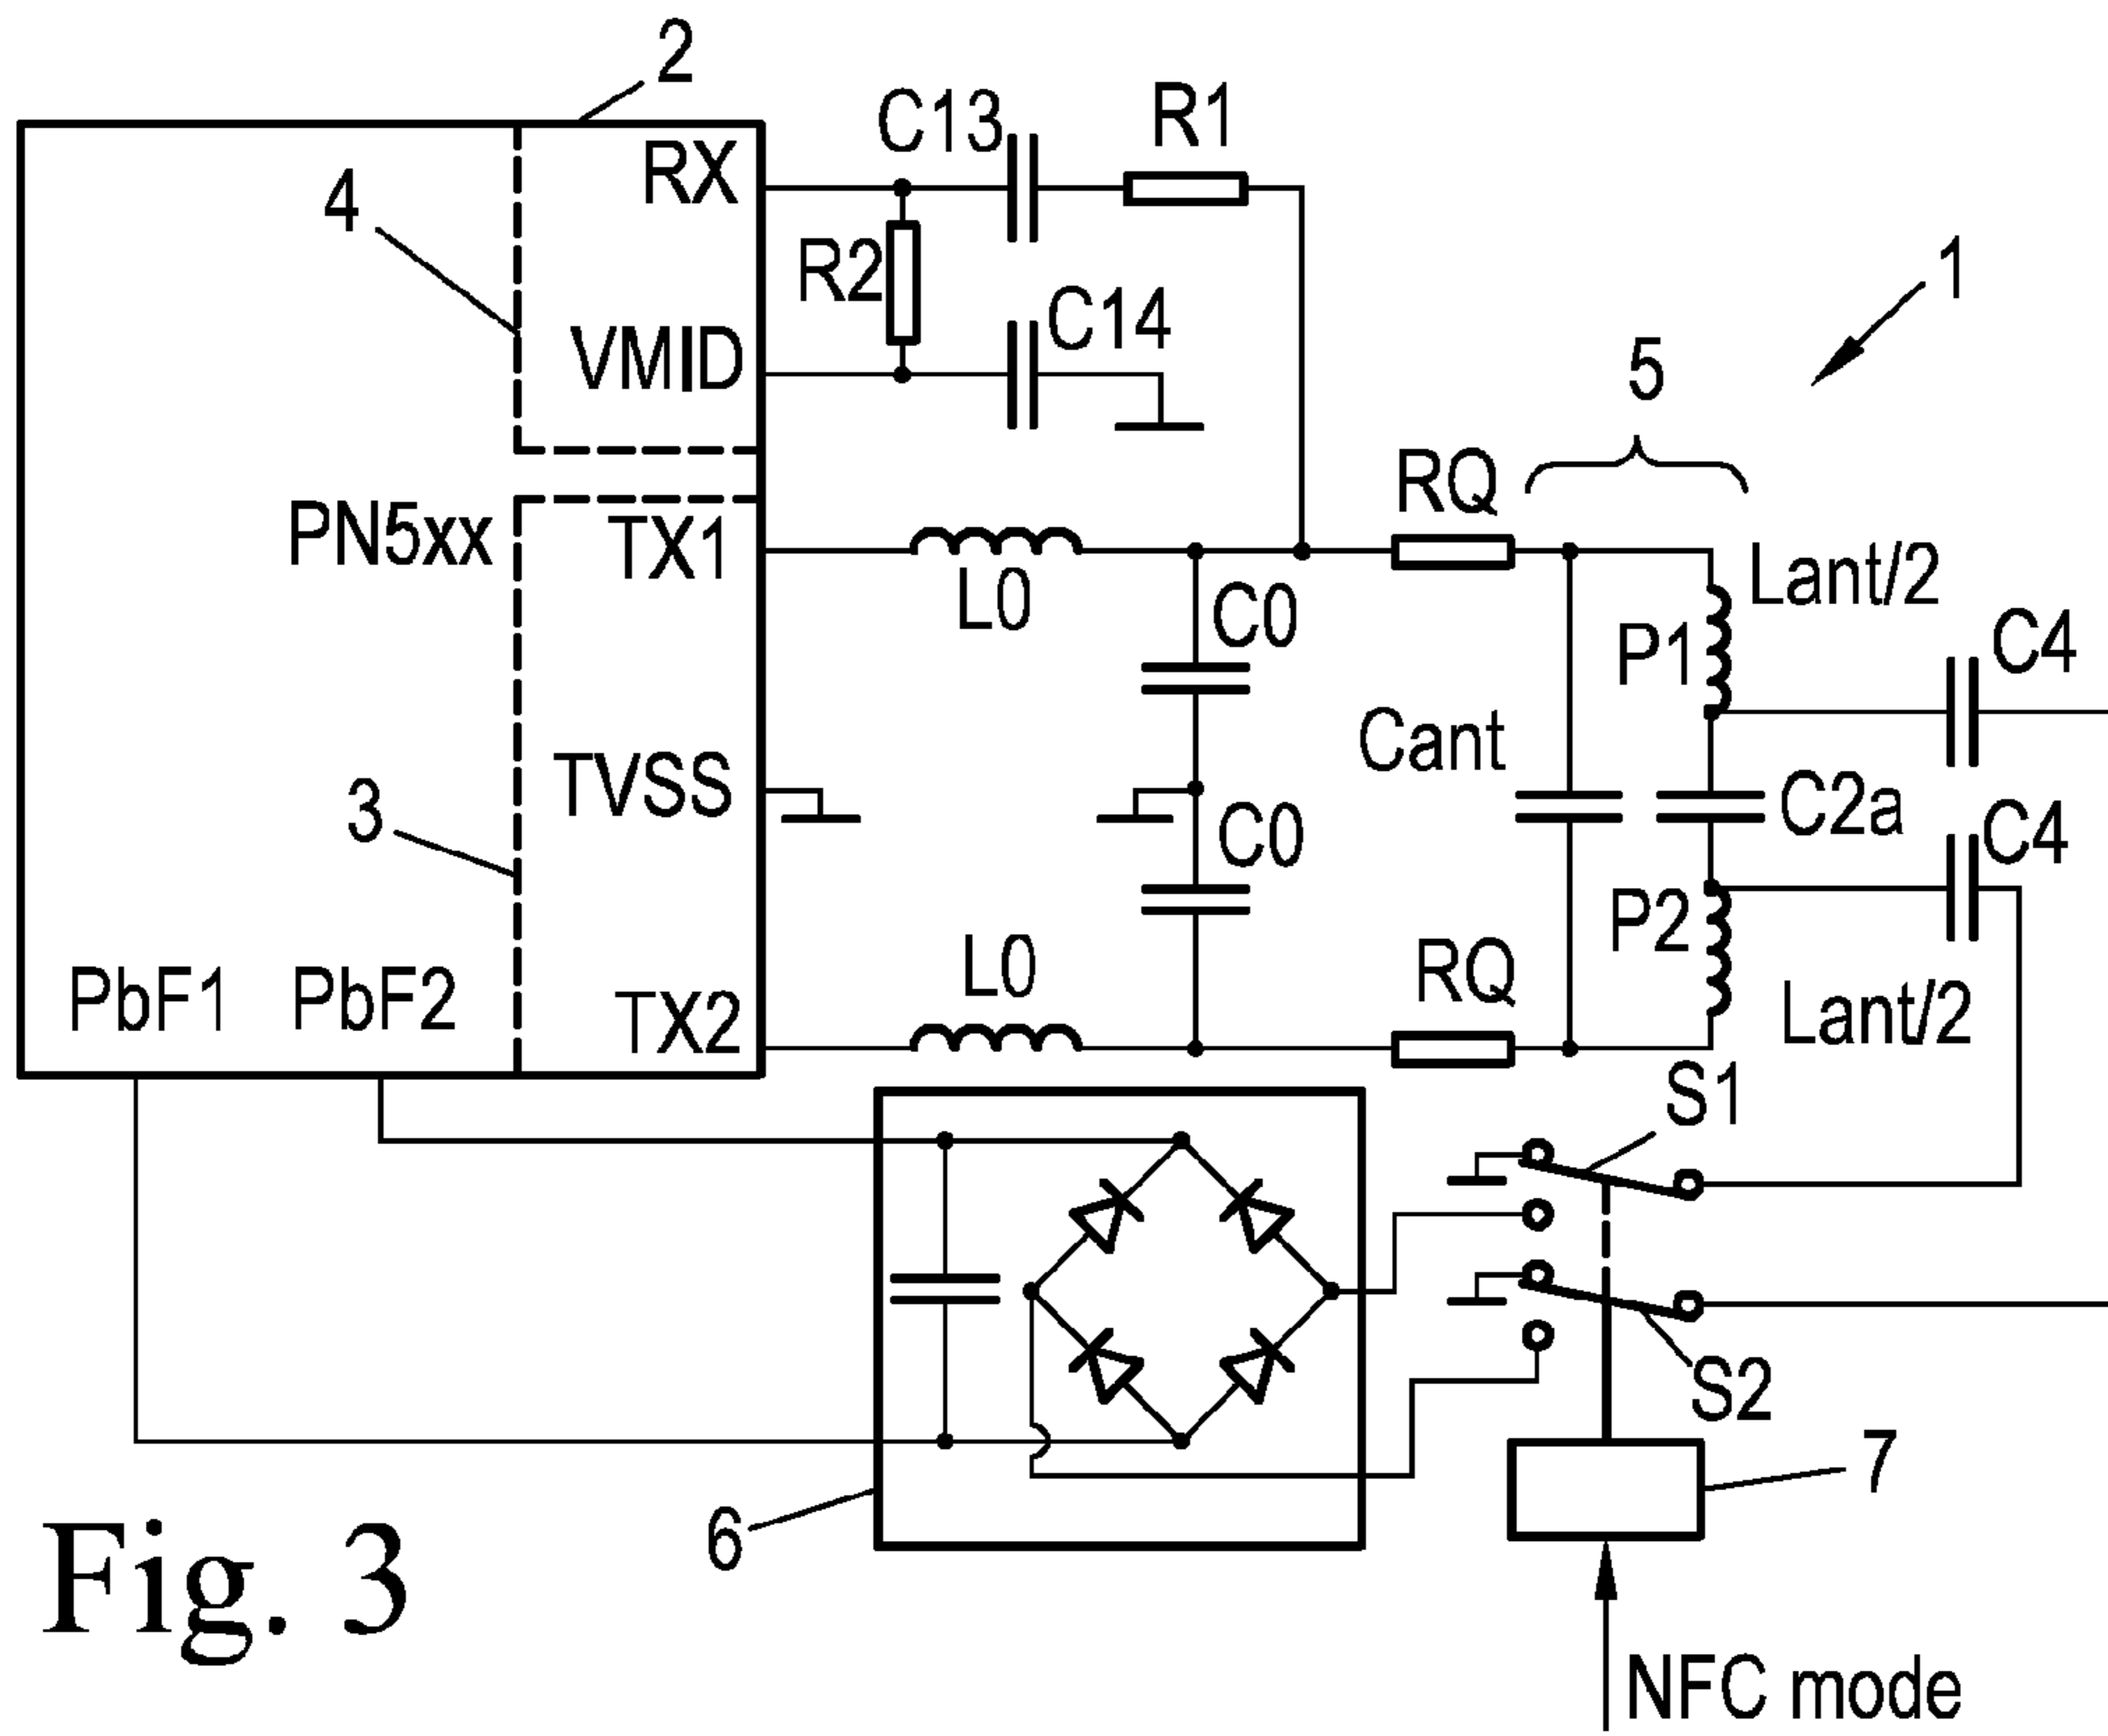 2
C13
R1
RX
4
R2
C14
1
VMID
5
RQ
PN5xx
TX1
Lant/2
L0
C0
P1
C4
Cant
TVSS
C2a
3
C0
C4
P2
L0
RQ
PbF1
PbF2
TX2
Lant/2
S1
S2
7
6
Fig. 3
NFC mode